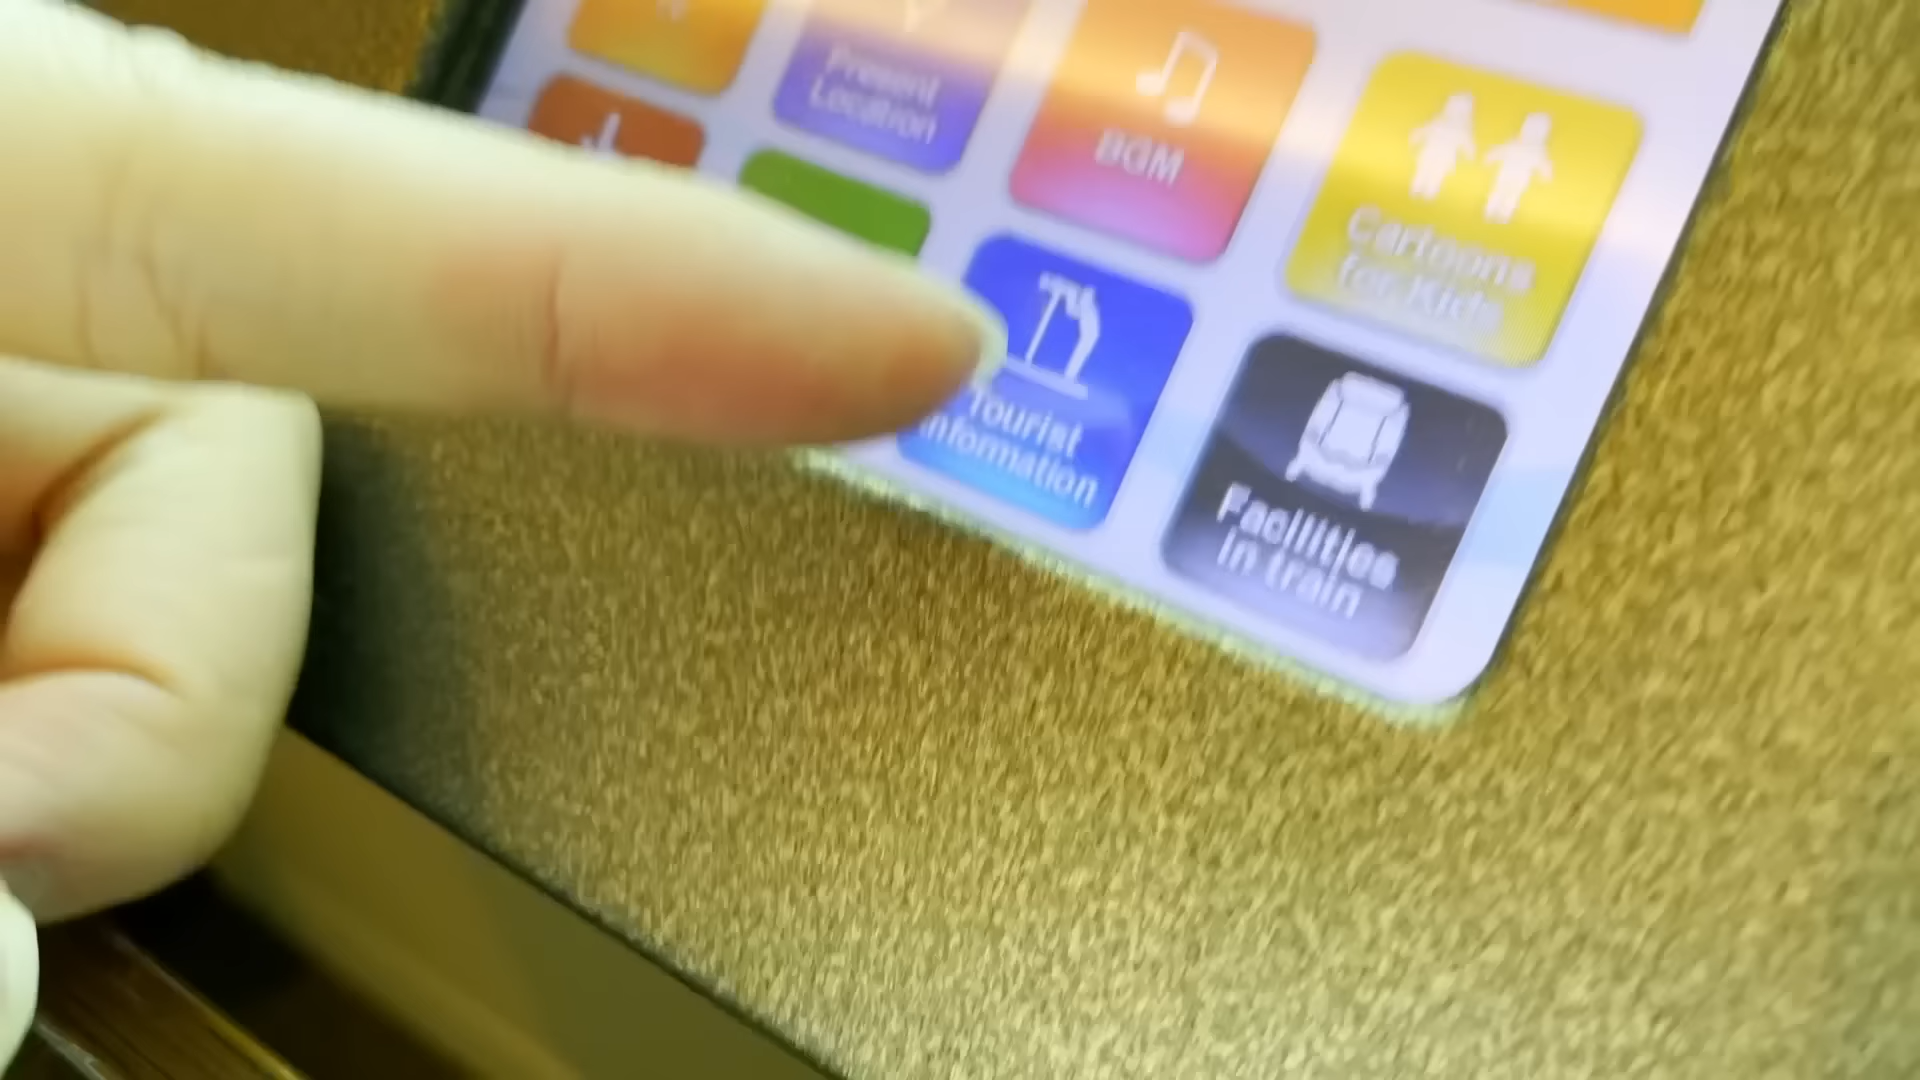 Present
Location
BGM
Cartoons
for Kids
Tourist
Information
Facilities
in train